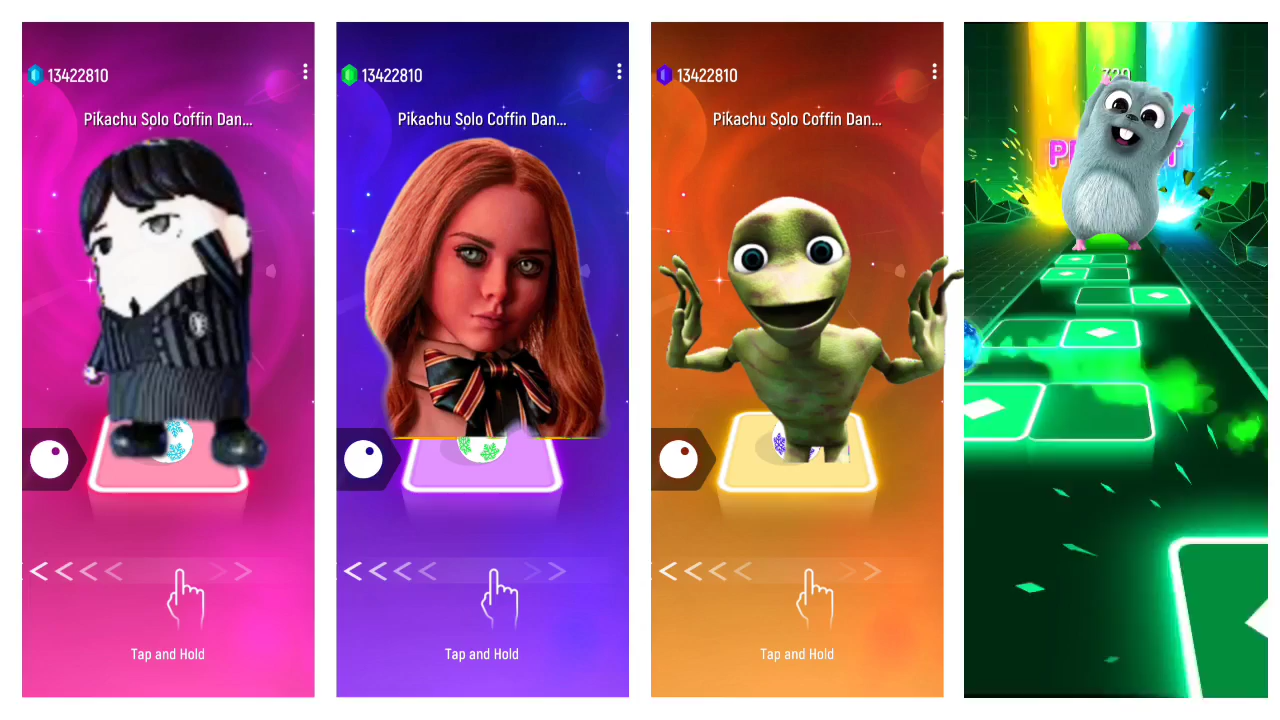 13422810
Pikachu Solo Coffin Dan...
Tap and Hold
13422810
Pikachu Solo Coffin Dan...
Tap and Hold
13422810
Pikachu Solo Coffin Dan...
Tap and Hold